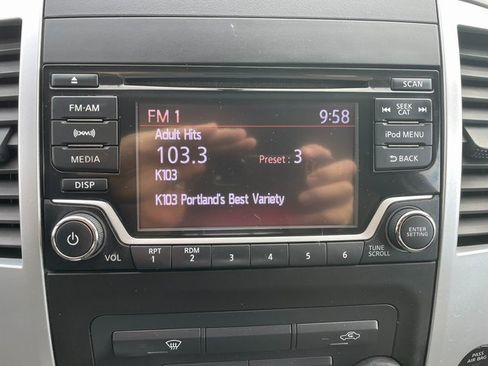 SCAN
FM-AM
((XM))
MEDIA
DISP
FM 1
9:58
Adult Hits
103.3
Preset : 3
K103
K103 Portland's Best Variety
SEEK
CAT
iPod MENU
BACK
VOL
RPT
1
RDM
2
3
4
5
6
TUNE
SCROLL
ENTER
SETTING
PASS
AIR BAG